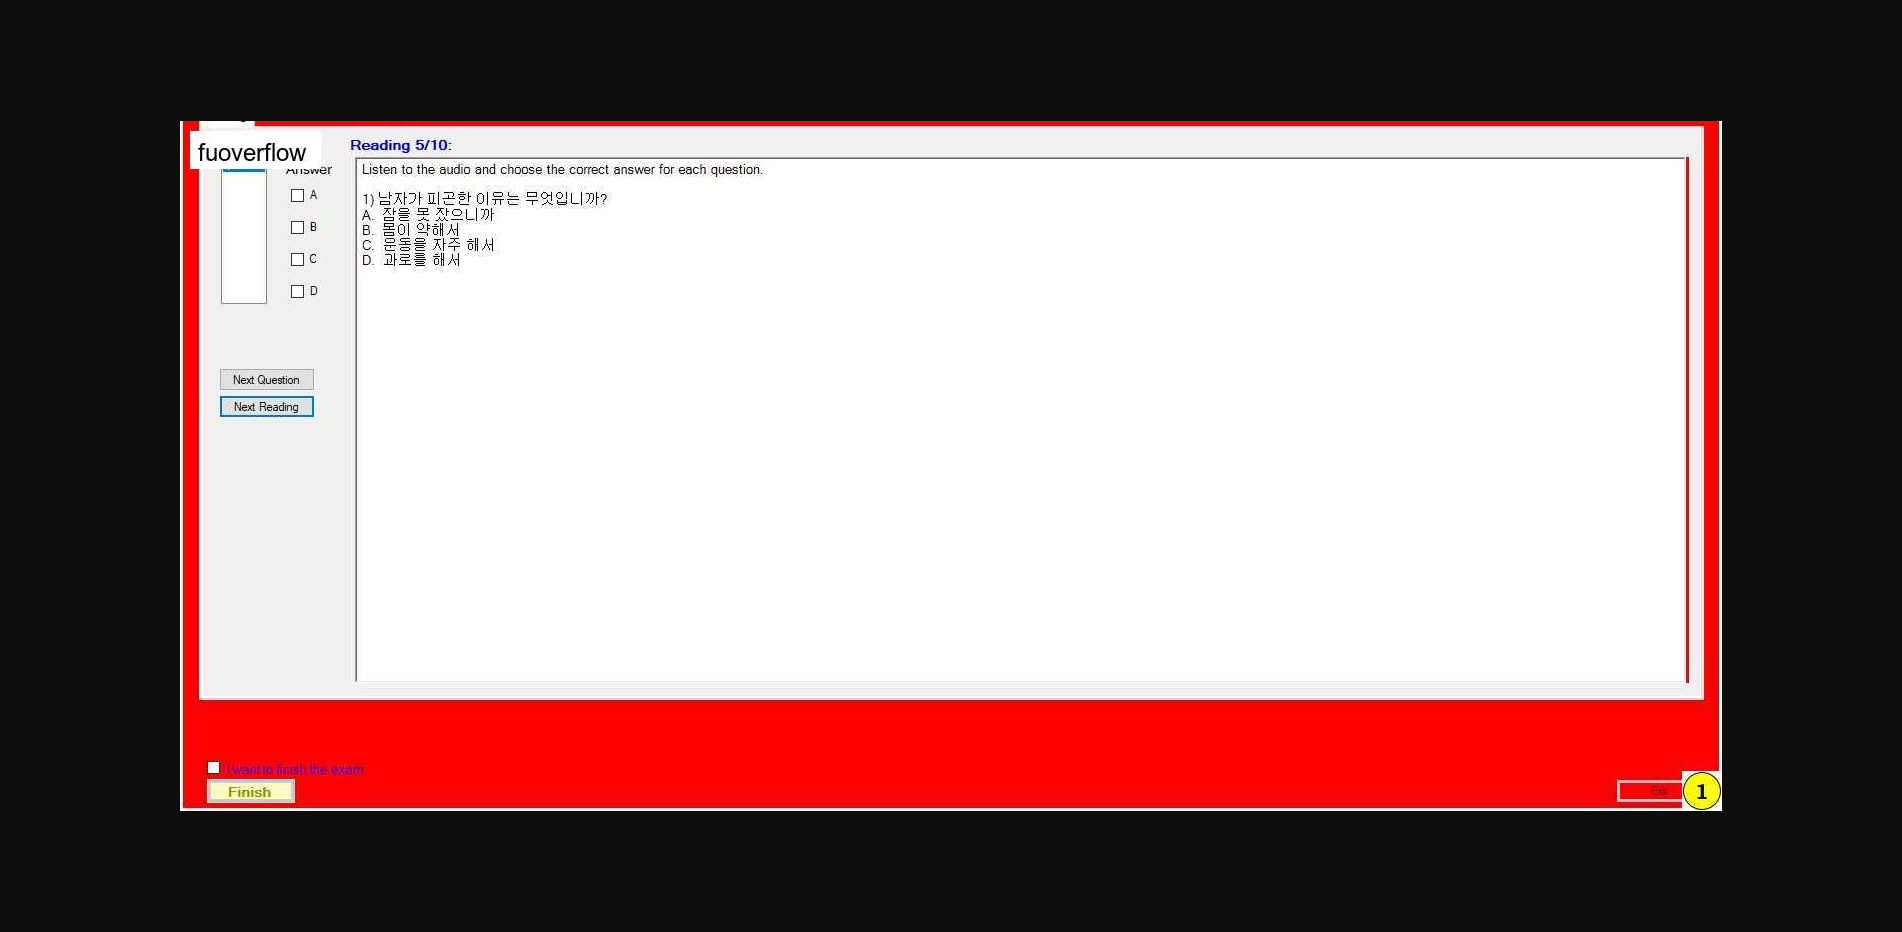 fuoverflow
Reading 5/10:
Answer
Listen to the audio and choose the correct answer for each question.
A
B
C
D
1) 남자가 피곤한 이유는 무엇입니까?
A. 잠을 못 잤으니까
B. 몸이 약해서
C. 운동을 자주 해서
D. 과로를 해서
Next Question
Next Reading
I want to finish the exam.
Finish
Exit
1